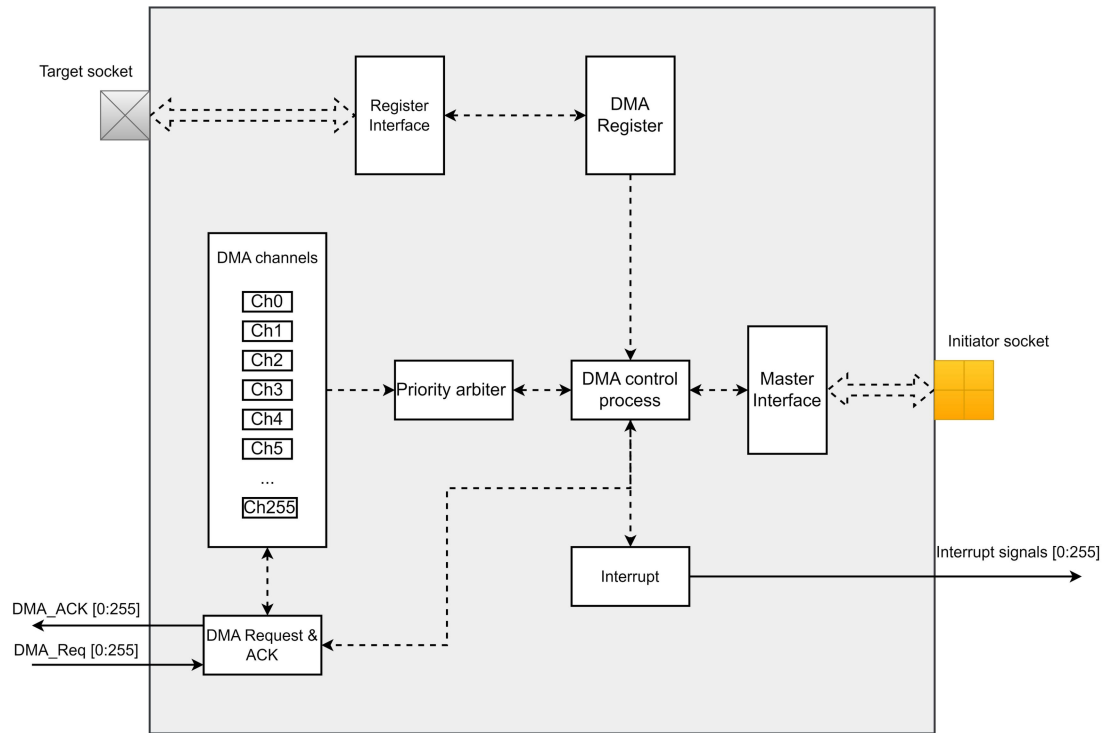 Target socket
Register
Interface
DMA
Register
DMA channels
Ch0
Ch1
Ch2
Ch3
Ch4
Ch5
...
Ch255
Priority arbiter
DMA control
process
Master
Interface
Initiator socket
Interrupt
Interrupt signals [0:255]
DMA_ACK [0:255]
DMA_Req [0:255]
DMA Request &
ACK